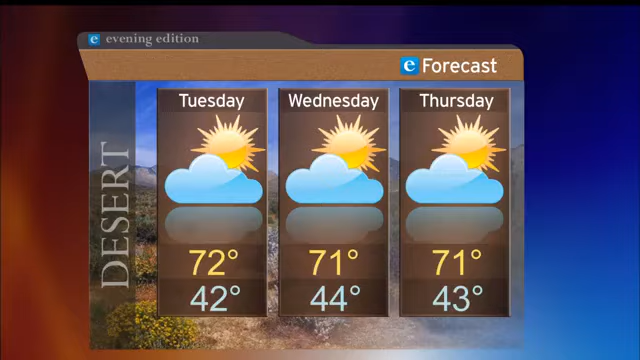 e evening edition
e Forecast
DESERT
Tuesday Wednesday Thursday
72° 71° 71°
42° 44° 43°